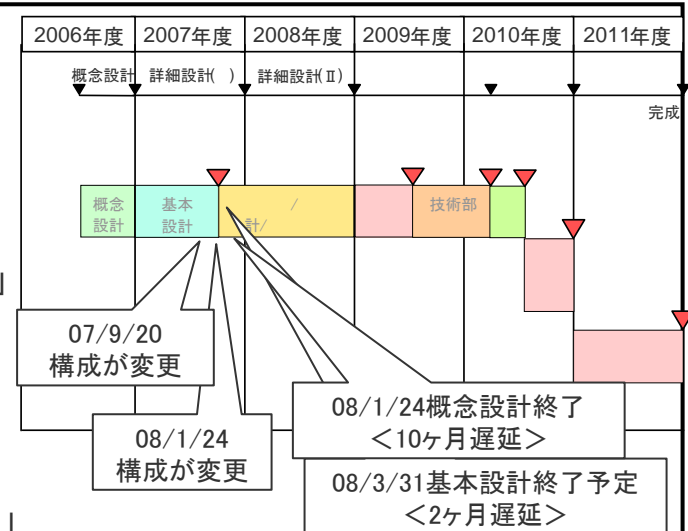 2006年度 2007年度 2008年度 2009年度 2010年度 2011年度
概念設計 詳細設計( ) 詳細設計(Ⅱ)
完成
概念
設計
基本
設計
/
計/
技術部
」
07/9/20
構成が変更
08/1/24
構成が変更
08/1/24概念設計終了
<10ヶ月遅延>
08/3/31基本設計終了予定
<2ヶ月遅延>
」